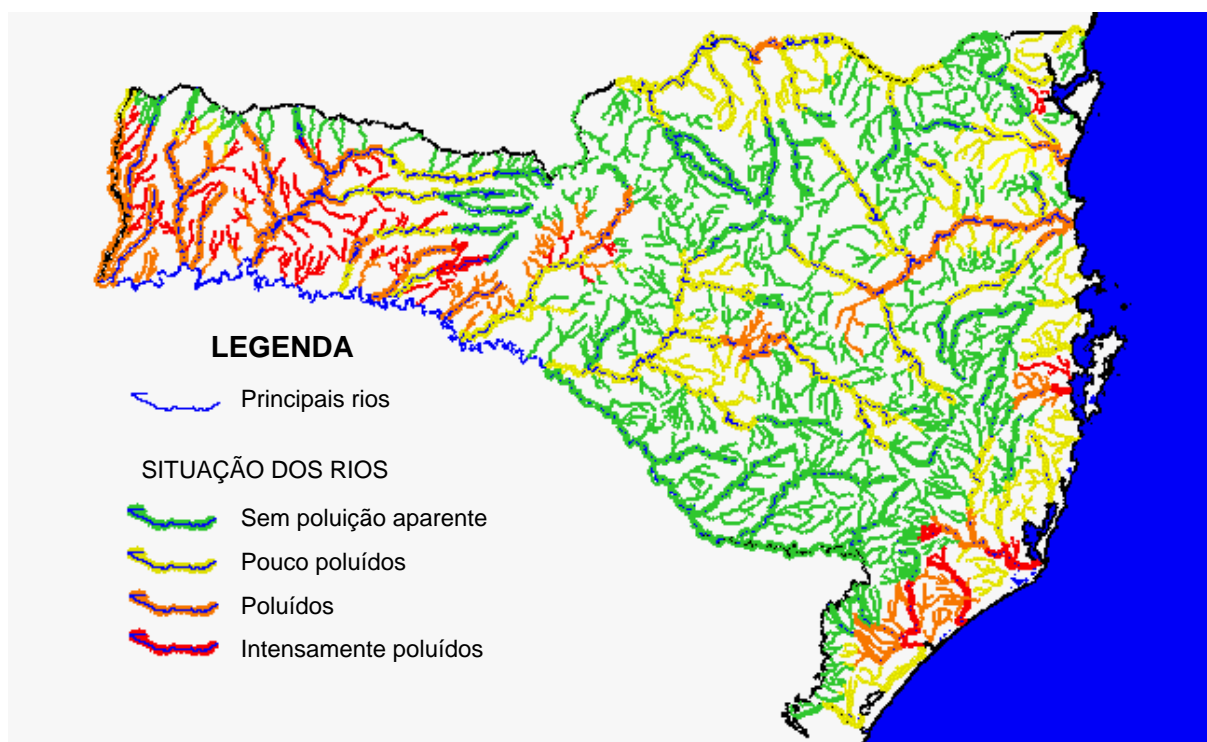 LEGENDA
Principais rios
SITUAÇÃO DOS RIOS
Sem poluição aparente
Pouco poluídos
Poluídos
Intensamente poluídos